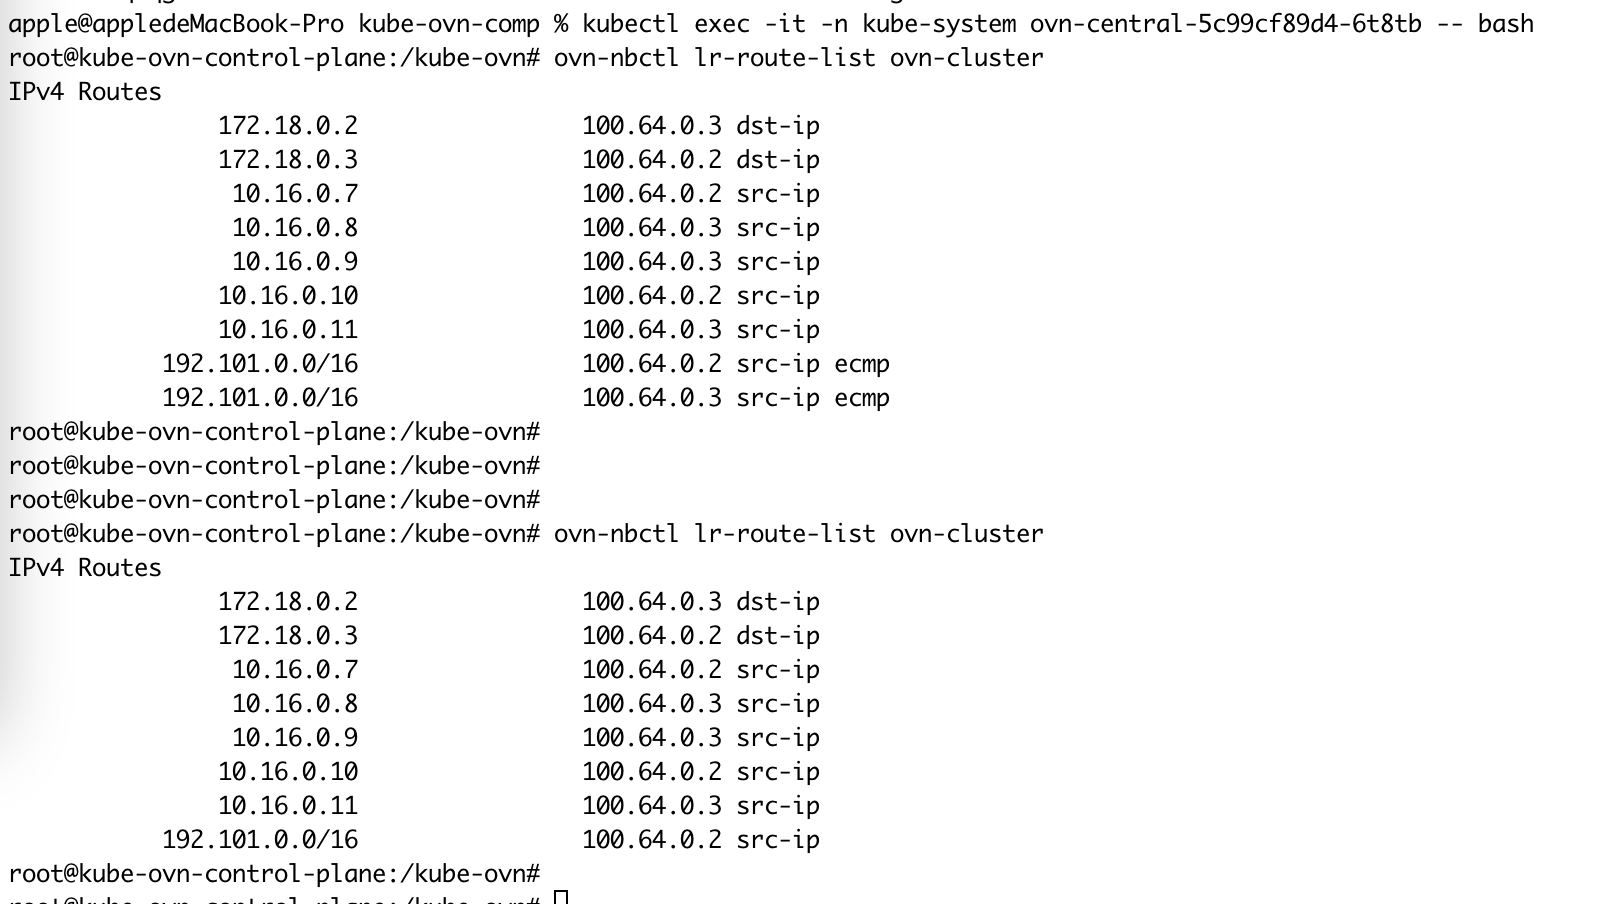 apple@appledeMacBook-Pro kube-ovn-comp % kubectl exec -it -n kube-system ovn-central-5c99cf89d4-6t8tb -- bash
root@kube-ovn-control-plane:/kube-ovn# ovn-nbctl lr-route-list ovn-cluster
IPv4 Routes
172.18.0.2 100.64.0.3 dst-ip
172.18.0.3 100.64.0.2 dst-ip
10.16.0.7 100.64.0.2 src-ip
10.16.0.8 100.64.0.3 src-ip
10.16.0.9 100.64.0.3 src-ip
10.16.0.10 100.64.0.2 src-ip
10.16.0.11 100.64.0.3 src-ip
192.101.0.0/16 100.64.0.2 src-ip ecmp
192.101.0.0/16 100.64.0.3 src-ip ecmp
root@kube-ovn-control-plane:/kube-ovn#
root@kube-ovn-control-plane:/kube-ovn#
root@kube-ovn-control-plane:/kube-ovn#
root@kube-ovn-control-plane:/kube-ovn# ovn-nbctl lr-route-list ovn-cluster
IPv4 Routes
172.18.0.2 100.64.0.3 dst-ip
172.18.0.3 100.64.0.2 dst-ip
10.16.0.7 100.64.0.2 src-ip
10.16.0.8 100.64.0.3 src-ip
10.16.0.9 100.64.0.3 src-ip
10.16.0.10 100.64.0.2 src-ip
10.16.0.11 100.64.0.3 src-ip
192.101.0.0/16 100.64.0.2 src-ip
root@kube-ovn-control-plane:/kube-ovn#
root@kube-ovn-control-plane:/kube-ovn#